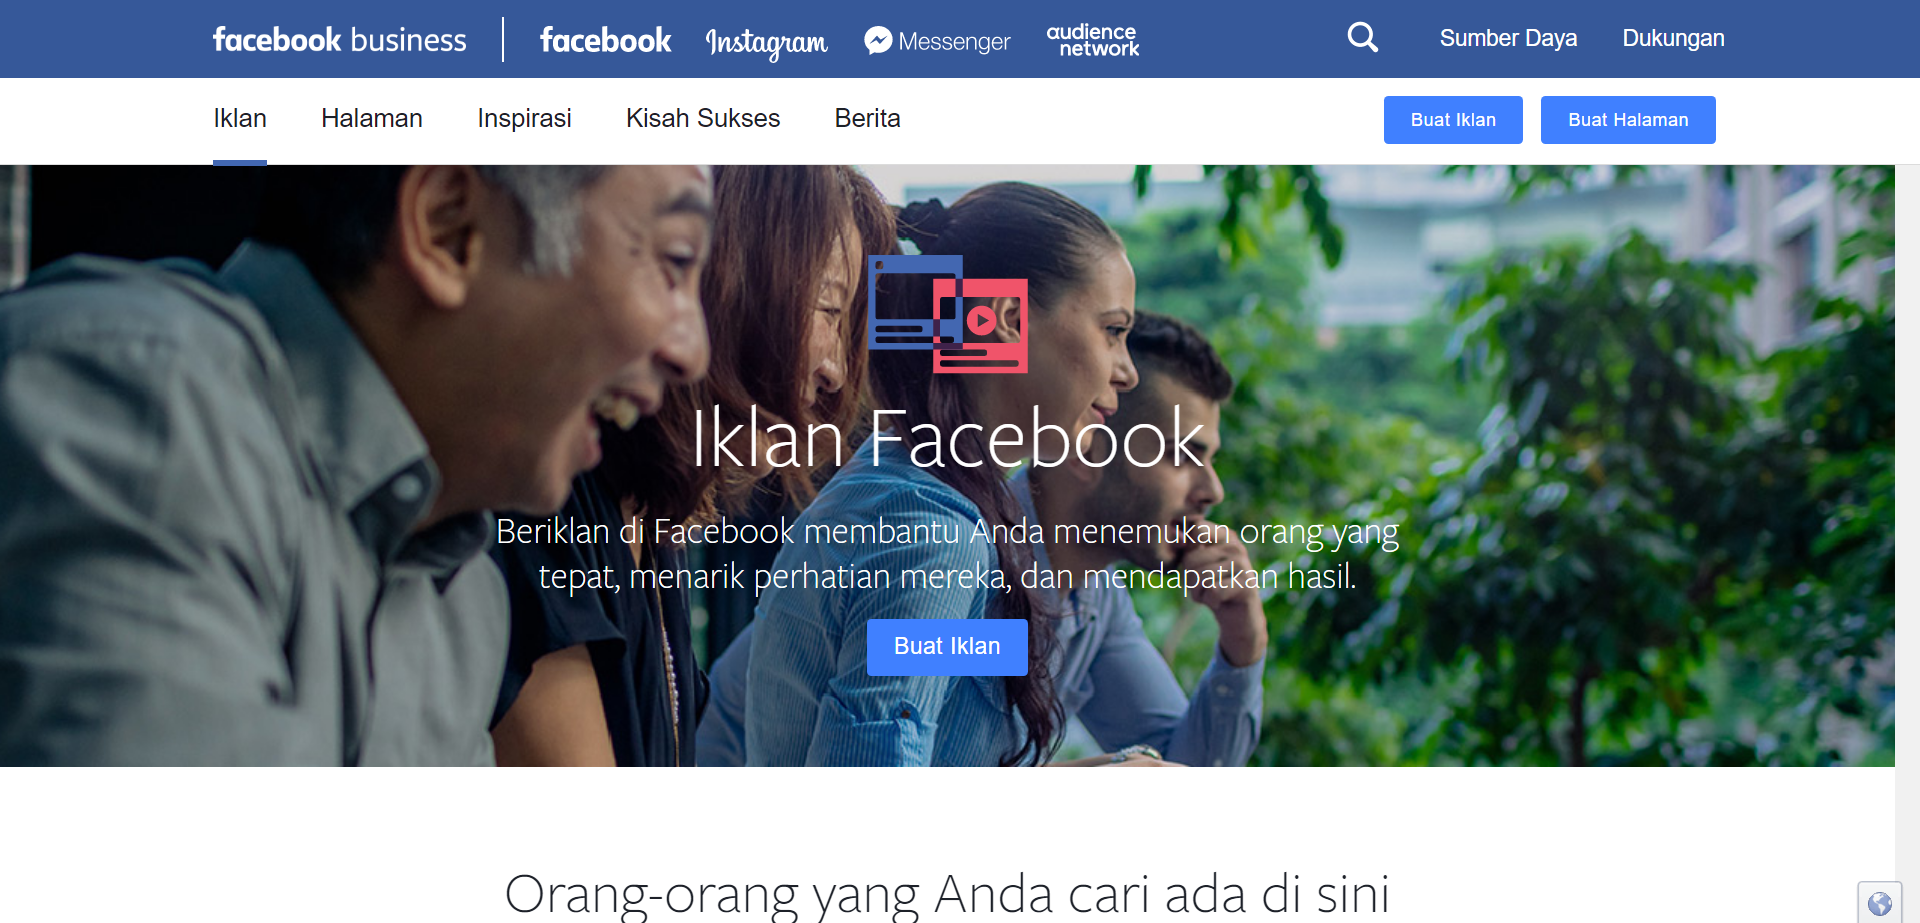 facebook business
facebook
Instagram
Messenger
audience
network
Sumber Daya
Dukungan
Iklan
Halaman
Inspirasi
Kisah Sukses
Berita
Buat Iklan
Buat Halaman
Iklan Facebook
Beriklan di Facebook membantu Anda menemukan orang yang
tepat, menarik perhatian mereka, dan mendapatkan hasil.
Buat Iklan
Orang-orang yang Anda cari ada di sini